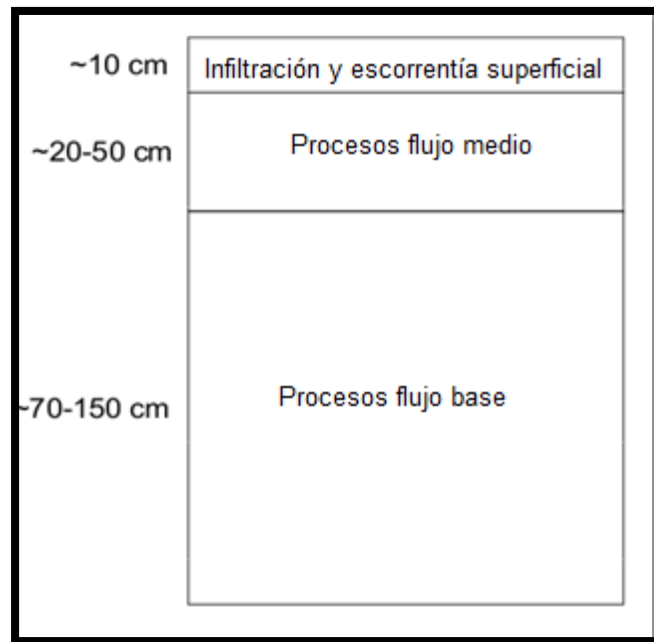 ~10 cm
Infiltración y escorrentía superficial
~20-50 cm
Procesos flujo medio
~70-150 cm
Procesos flujo base